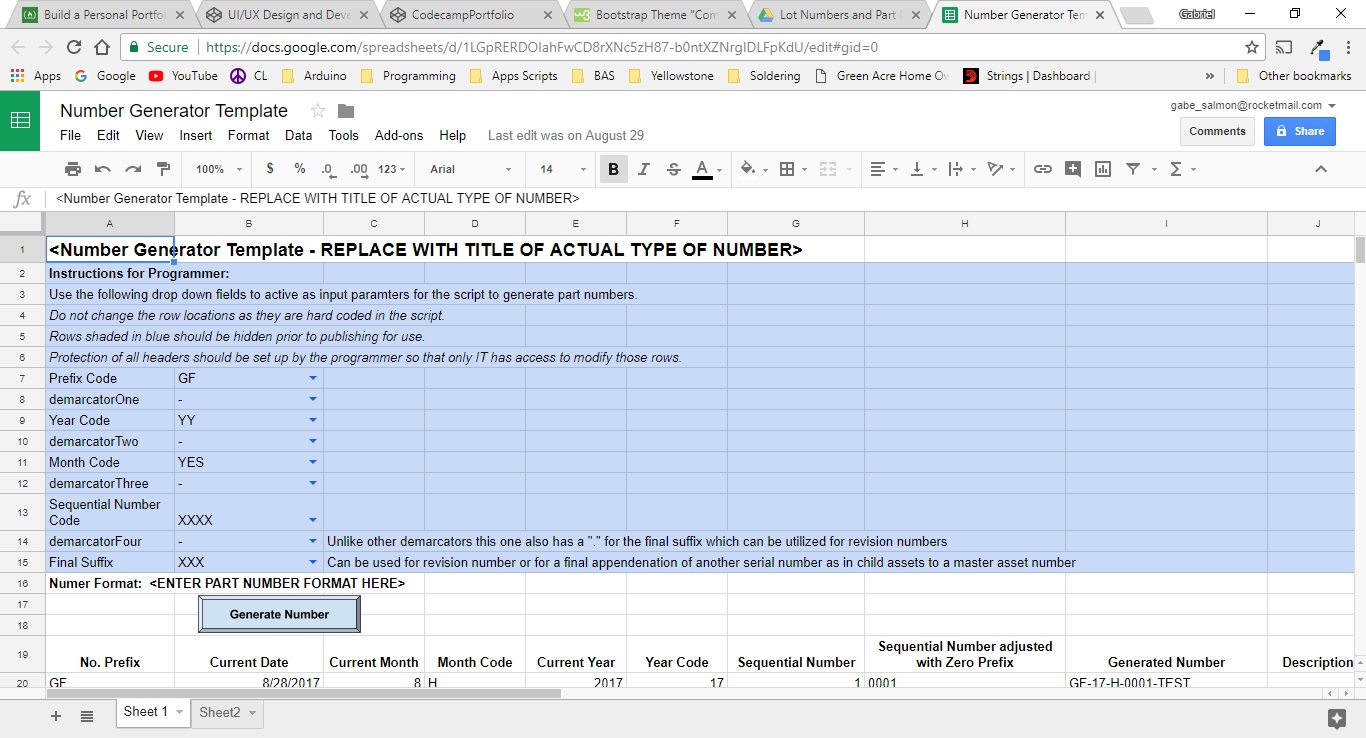 Build a Personal Portfo
UI/UX Design and Deve
CodecampPortfolio
Bootstrap Theme "Com
Lot Numbers and Part
Number Generator Tem
Gabriel
Secure https://docs.google.com/spreadsheets/d/1LGpRERDOlahFwCD8rXNc5zH87-b0ntXZNrgIDLFpKdU/edit#gid=0
Apps Google YouTube CL Arduino Programming Apps Scripts BAS Yellowstone Soldering Green Acre Home Ow Strings | Dashboard | » Other bookmarks
Number Generator Template
gabe_salmon@rocketmail.com
File Edit View Insert Format Data Tools Add-ons Help Last edit was on August 29
Comments Share
100% $ % .0 .00 123 Arial 14 B I S A Σ
fx <Number Generator Template - REPLACE WITH TITLE OF ACTUAL TYPE OF NUMBER>
A B C D E F G H I J
1 <Number Generator Template - REPLACE WITH TITLE OF ACTUAL TYPE OF NUMBER>
2 Instructions for Programmer:
3 Use the following drop down fields to active as input paramters for the script to generate part numbers.
4 Do not change the row locations as they are hard coded in the script.
5 Rows shaded in blue should be hidden prior to publishing for use.
6 Protection of all headers should be set up by the programmer so that only IT has access to modify those rows.
7 Prefix Code GF
8 demarcatorOne -
9 Year Code YY
10 demarcatorTwo -
11 Month Code YES
12 demarcatorThree -
13 Sequential Number
Code XXXX
14 demarcatorFour - Unlike other demarcators this one also has a "." for the final suffix which can be utilized for revision numbers
15 Final Suffix XXX Can be used for revision number or for a final appendenation of another serial number as in child assets to a master asset number
16 Numer Format: <ENTER PART NUMBER FORMAT HERE>
17
Generate Number
18
19 No. Prefix Current Date Current Month Month Code Current Year Year Code Sequential Number Sequential Number adjusted
with Zero Prefix Generated Number Description
20 GF 8/28/2017 8 H 2017 17 1 0001 GF-17-H-0001-TEST
Sheet 1 Sheet2